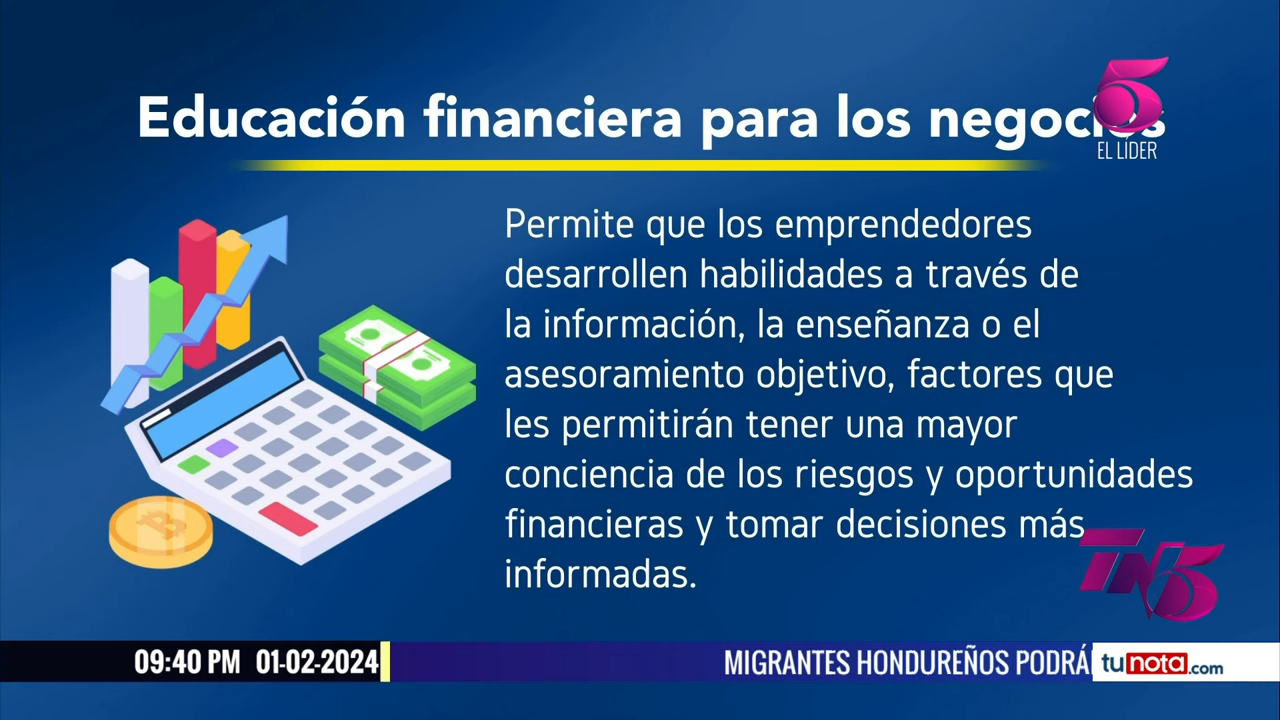 Educación financiera para los negocios
5
EL LIDER
Permite que los emprendedores
desarrollen habilidades a través de
la información, la enseñanza o el
asesoramiento objetivo, factores que
les permitirán tener una mayor
conciencia de los riesgos y oportunidades
financieras y tomar decisiones más
informadas.
TN5
09:40 PM 01-02-2024
MIGRANTES HONDUREÑOS PODRÁ
tunota.com